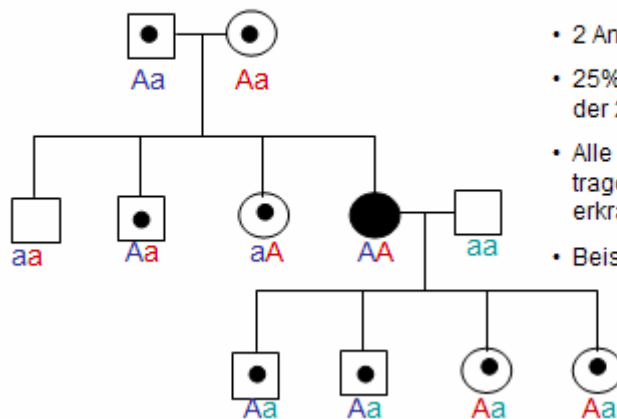 Aa Aa
aa Aa aA AA aa
Aa Aa Aa Aa
• 2 An
• 25%
der
• Alle
trage
erkra
• Beis